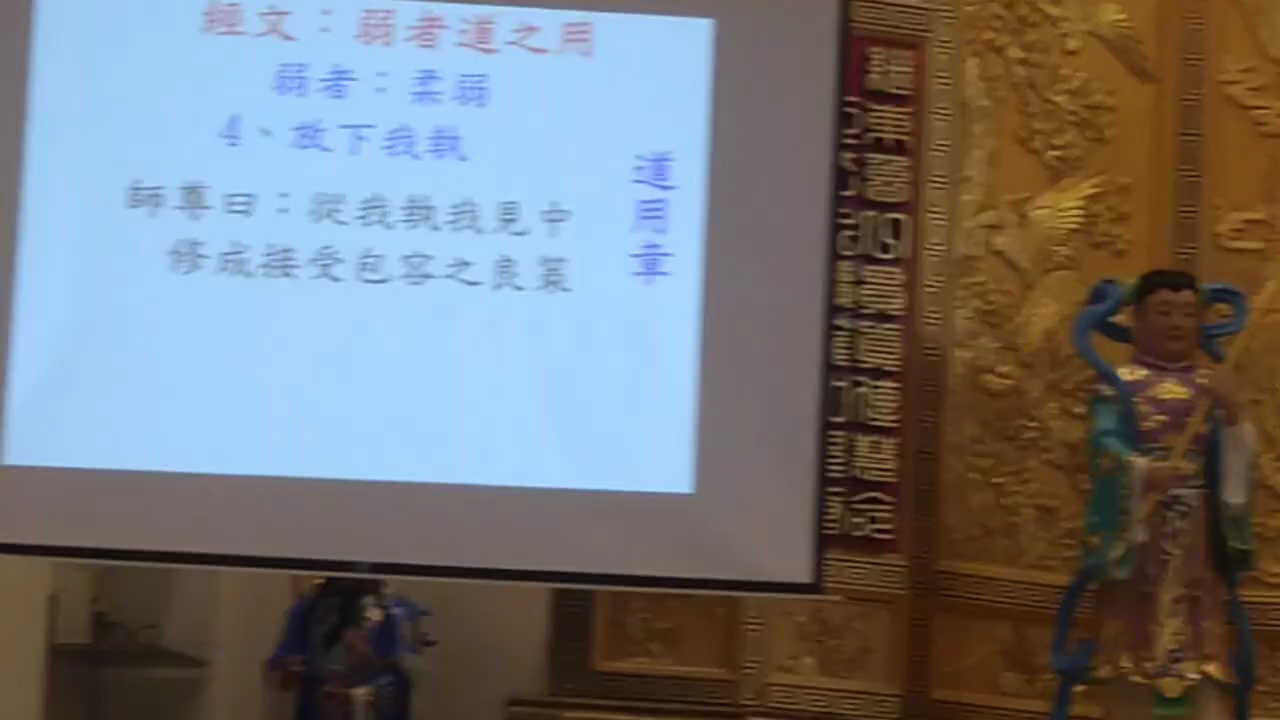 經文：弱者道之用
弱者：柔弱
4、放下我執
師尊曰：從我執我見中
修成接受包容之良策
道用章